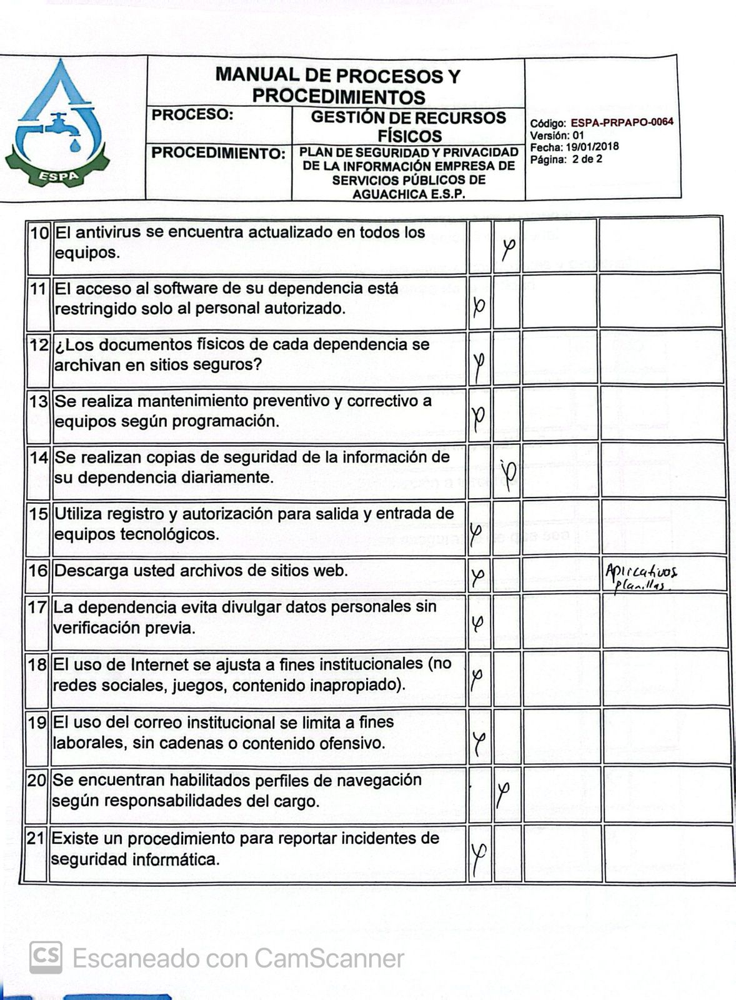 MANUAL DE PROCESOS Y
PROCEDIMIENTOS
PROCESO:
GESTIÓN DE RECURSOS
FÍSICOS
PROCEDIMIENTO:
PLAN DE SEGURIDAD Y PRIVACIDAD
DE LA INFORMACIÓN EMPRESA DE
SERVICIOS PÚBLICOS DE
AGUACHICA E.S.P.
Código: ESPA-PRPAPO-0064
Versión: 01
Fecha: 19/01/2018
Página: 2 de 2
ESPA
10 El antivirus se encuentra actualizado en todos los
equipos.
11 El acceso al software de su dependencia está
restringido solo al personal autorizado.
12 ¿Los documentos físicos de cada dependencia se
archivan en sitios seguros?
13 Se realiza mantenimiento preventivo y correctivo a
equipos según programación.
14 Se realizan copias de seguridad de la información de
su dependencia diariamente.
15 Utiliza registro y autorización para salida y entrada de
equipos tecnológicos.
16 Descarga usted archivos de sitios web.
Aplicativos
planillas.
17 La dependencia evita divulgar datos personales sin
verificación previa.
18 El uso de Internet se ajusta a fines institucionales (no
redes sociales, juegos, contenido inapropiado).
19 El uso del correo institucional se limita a fines
laborales, sin cadenas o contenido ofensivo.
20 Se encuentran habilitados perfiles de navegación
según responsabilidades del cargo.
21 Existe un procedimiento para reportar incidentes de
seguridad informática.
CS Escaneado con CamScanner